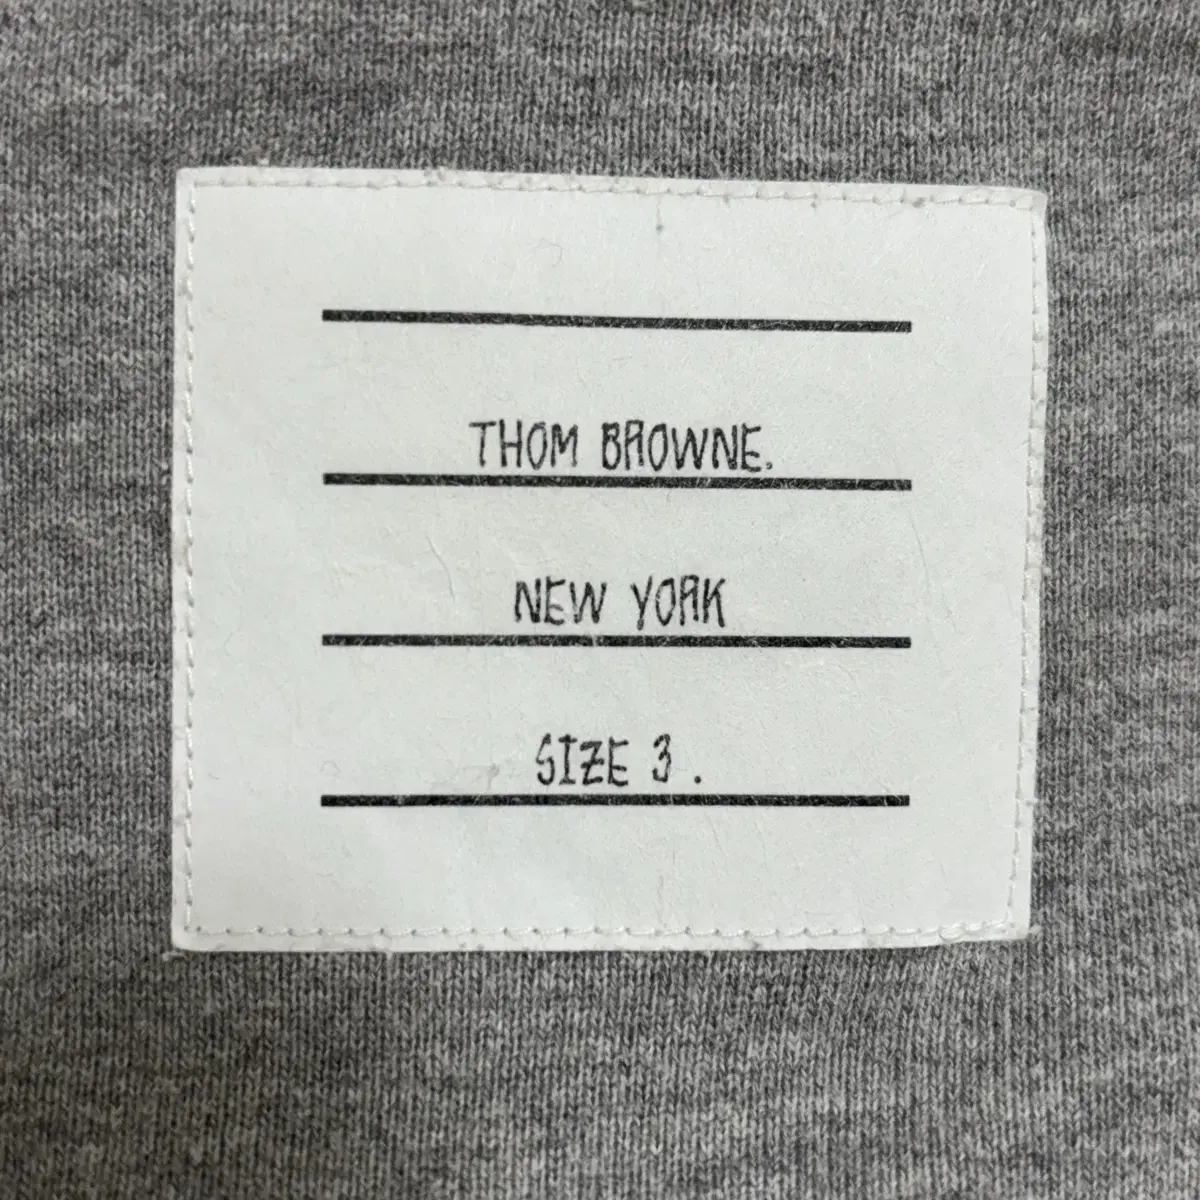 THOM BROWNE.
NEW YORK
SIZE 3 .